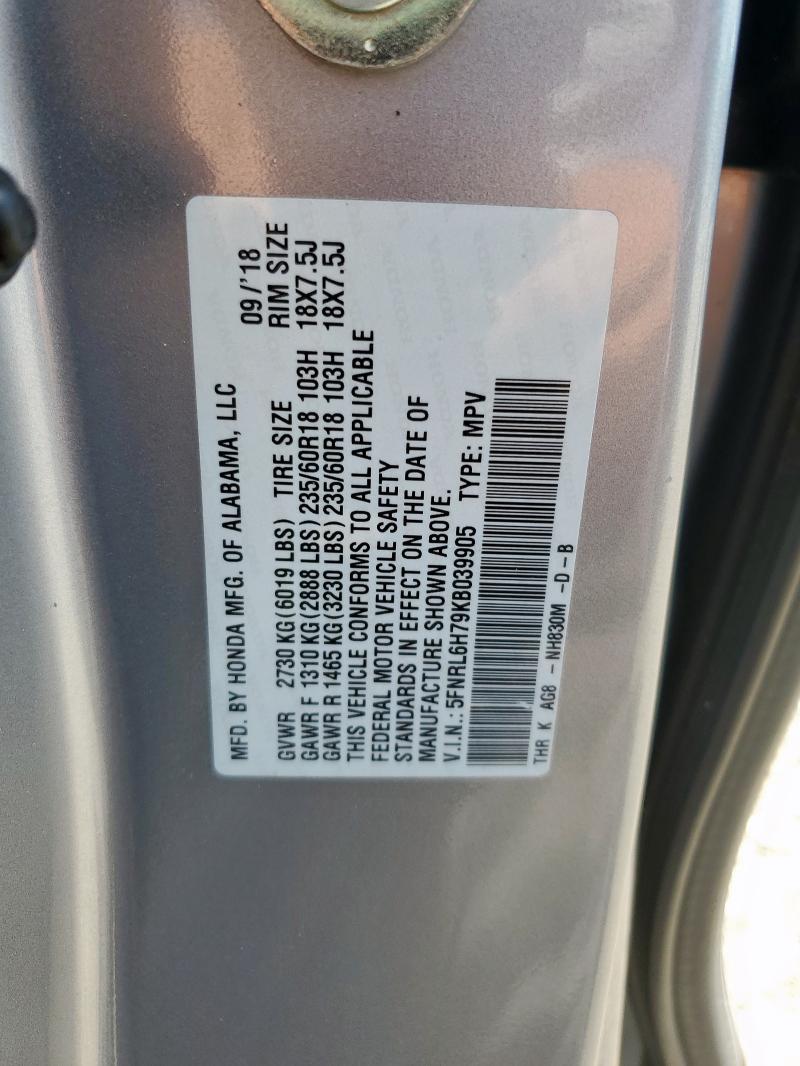 MFD. BY HONDA MFG. OF ALABAMA, LLC 09/'18
GVWR 2730 KG(6019 LBS) TIRE SIZE RIM SIZE
GAWR F 1310 KG(2888 LBS) 235/60R18 103H 18X7.5J
GAWR R 1465 KG(3230 LBS) 235/60R18 103H 18X7.5J
THIS VEHICLE CONFORMS TO ALL APPLICABLE
FEDERAL MOTOR VEHICLE SAFETY
STANDARDS IN EFFECT ON THE DATE OF
MANUFACTURE SHOWN ABOVE.
V.I.N.:5FNRL6H79KB039905 TYPE: MPV
THR K AG8 - NH830M -D-B